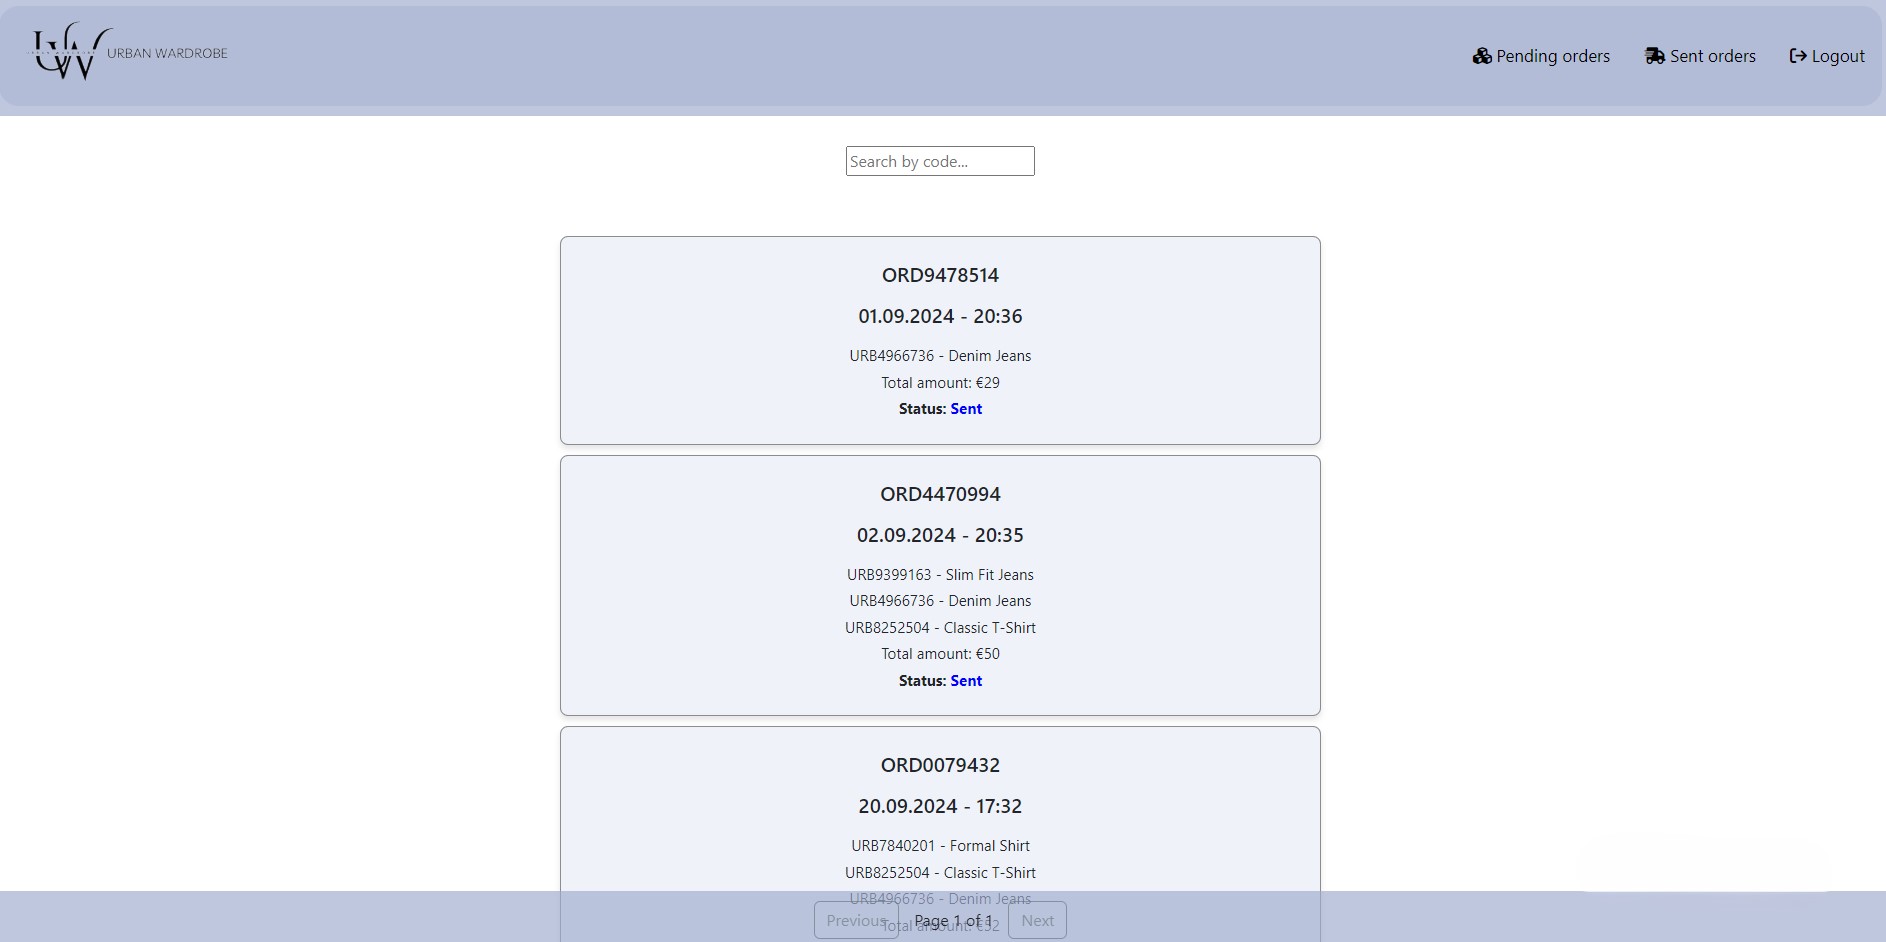 URBAN WARDROBE
Pending orders
Sent orders
Logout
Search by code...
ORD9478514
01.09.2024 - 20:36
URB4966736 - Denim Jeans
Total amount: €29
Status: Sent
ORD4470994
02.09.2024 - 20:35
URB9399163 - Slim Fit Jeans
URB4966736 - Denim Jeans
URB8252504 - Classic T-Shirt
Total amount: €50
Status: Sent
ORD0079432
20.09.2024 - 17:32
URB7840201 - Formal Shirt
URB8252504 - Classic T-Shirt
URB4966736 - Denim Jeans
Previous Page 1 of 1 Next
Total amount: €52